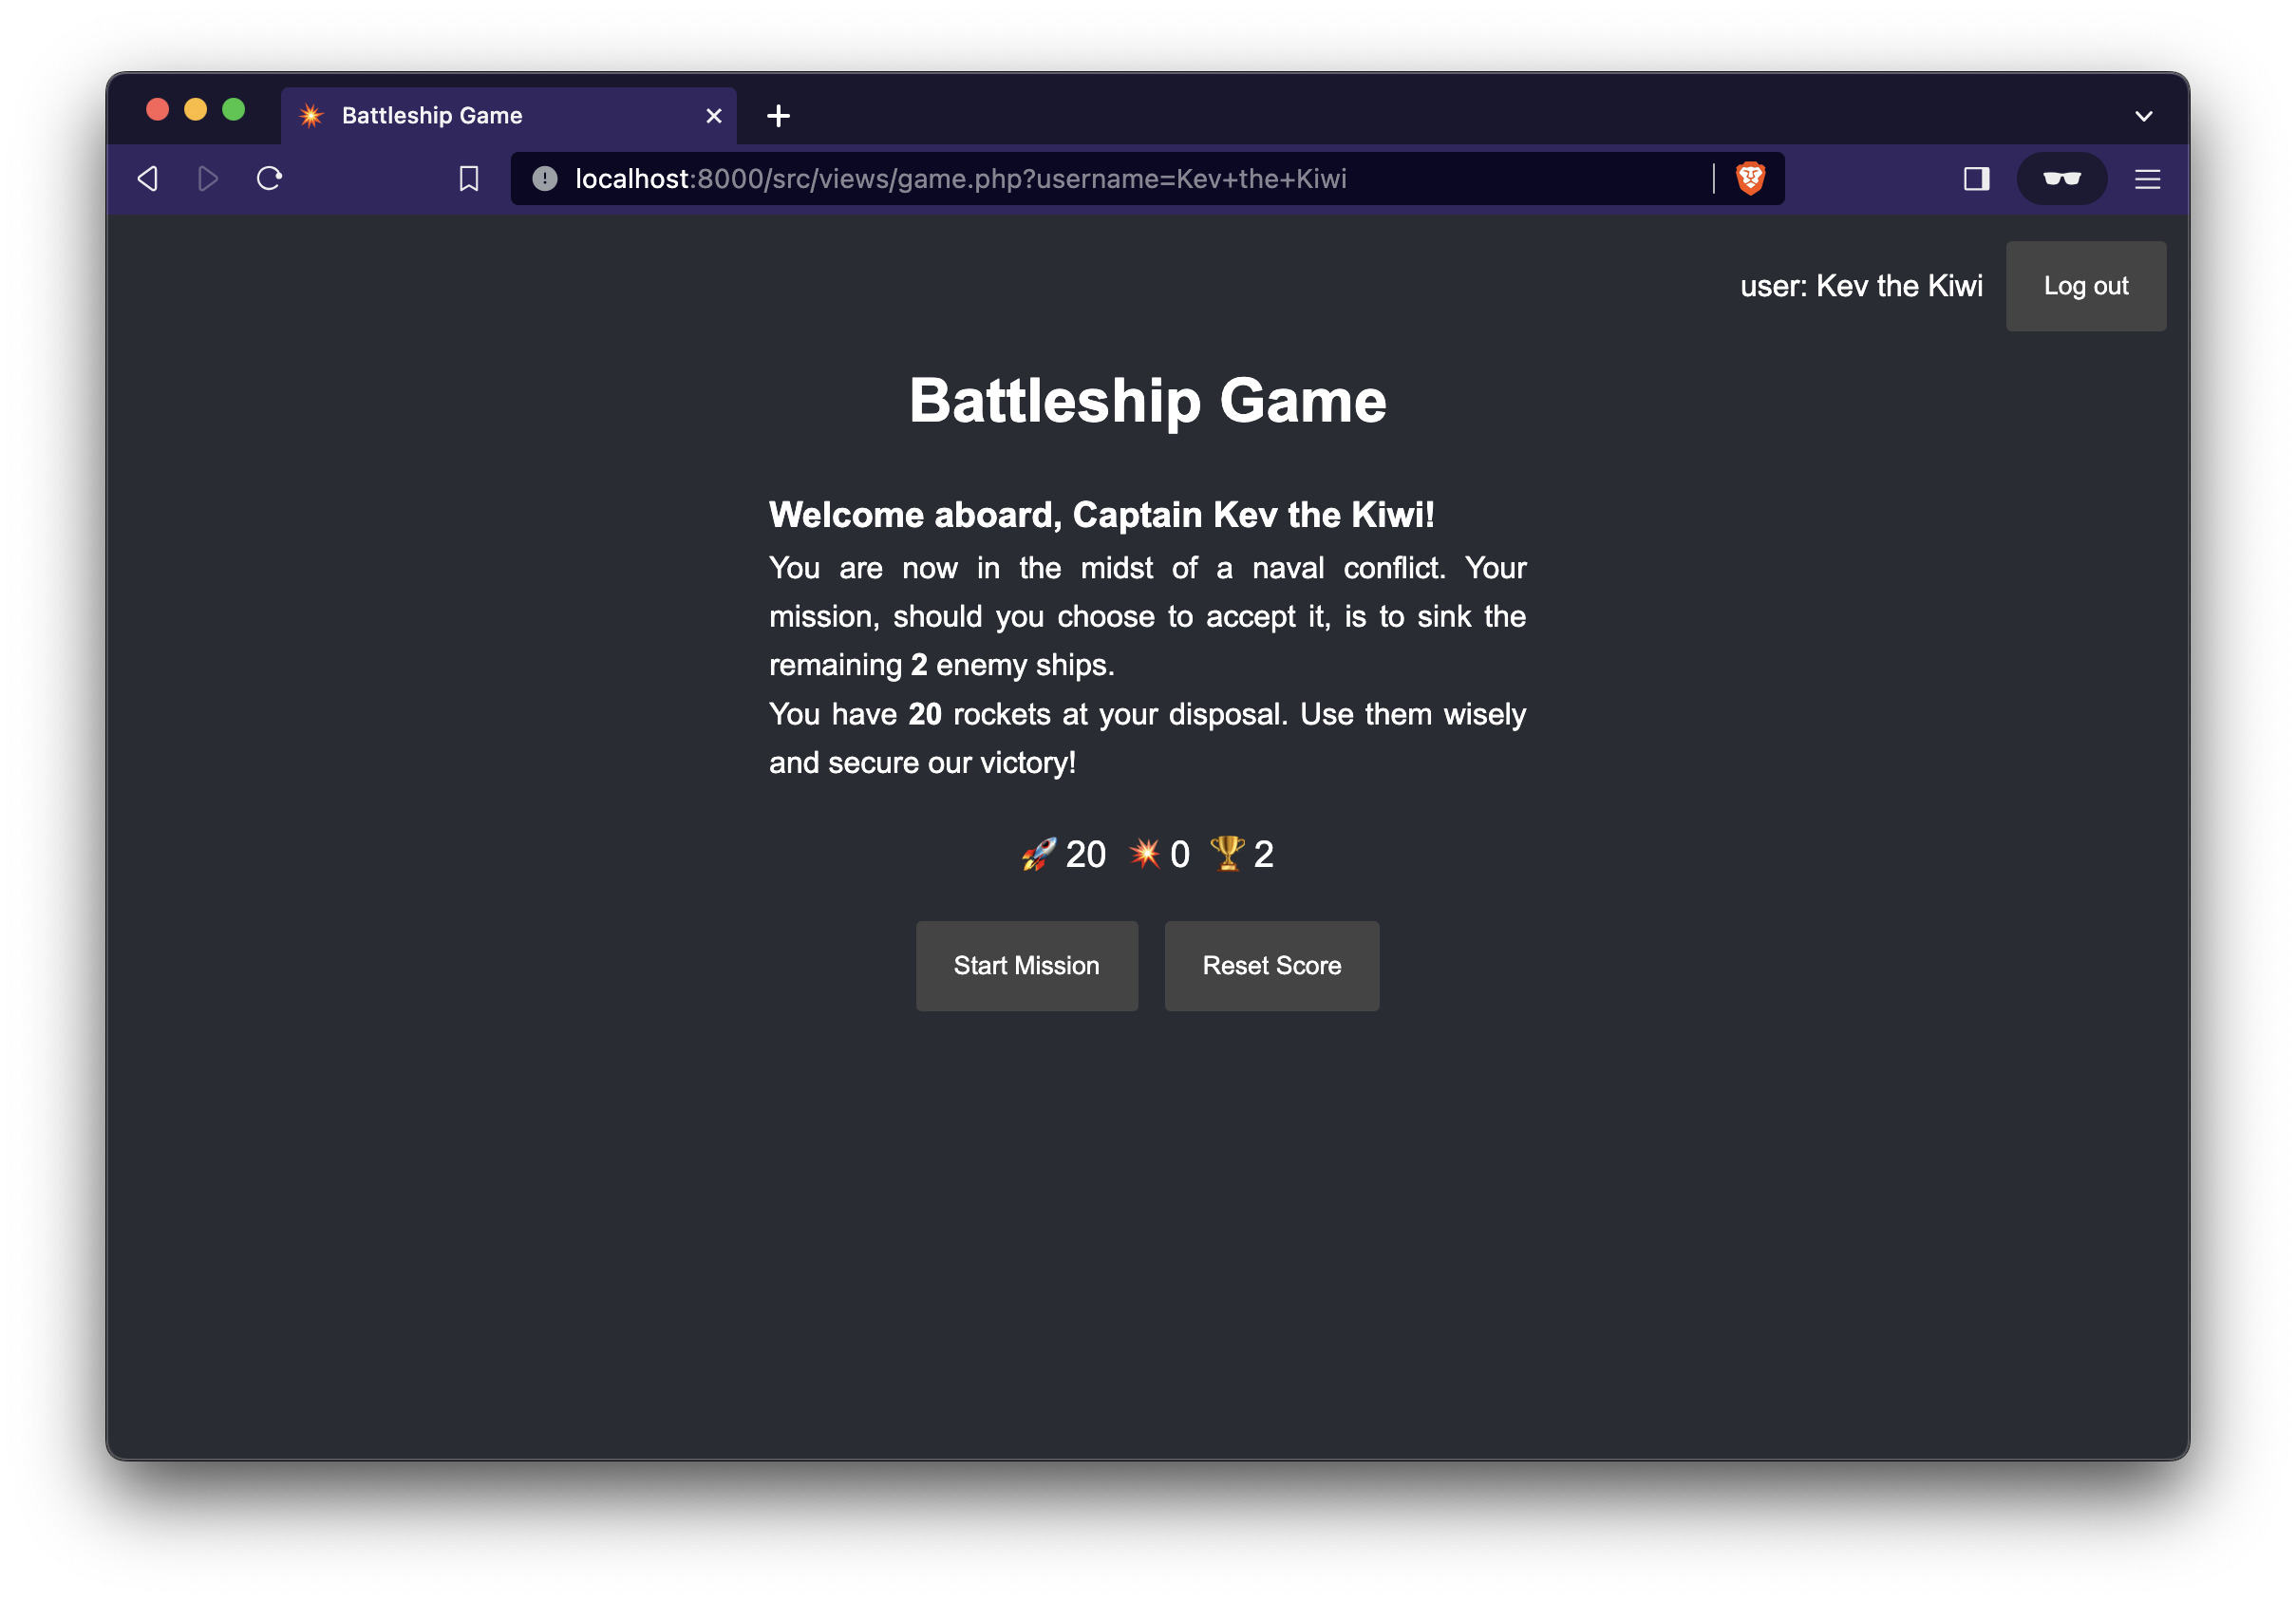 Battleship Game
localhost:8000/src/views/game.php?username=Kev+the+Kiwi
user: Kev the Kiwi
Log out
Battleship Game
Welcome aboard, Captain Kev the Kiwi!
You are now in the midst of a naval conflict. Your
mission, should you choose to accept it, is to sink the
remaining 2 enemy ships.
You have 20 rockets at your disposal. Use them wisely
and secure our victory!
🚀 20 💥 0 🏆 2
Start Mission
Reset Score